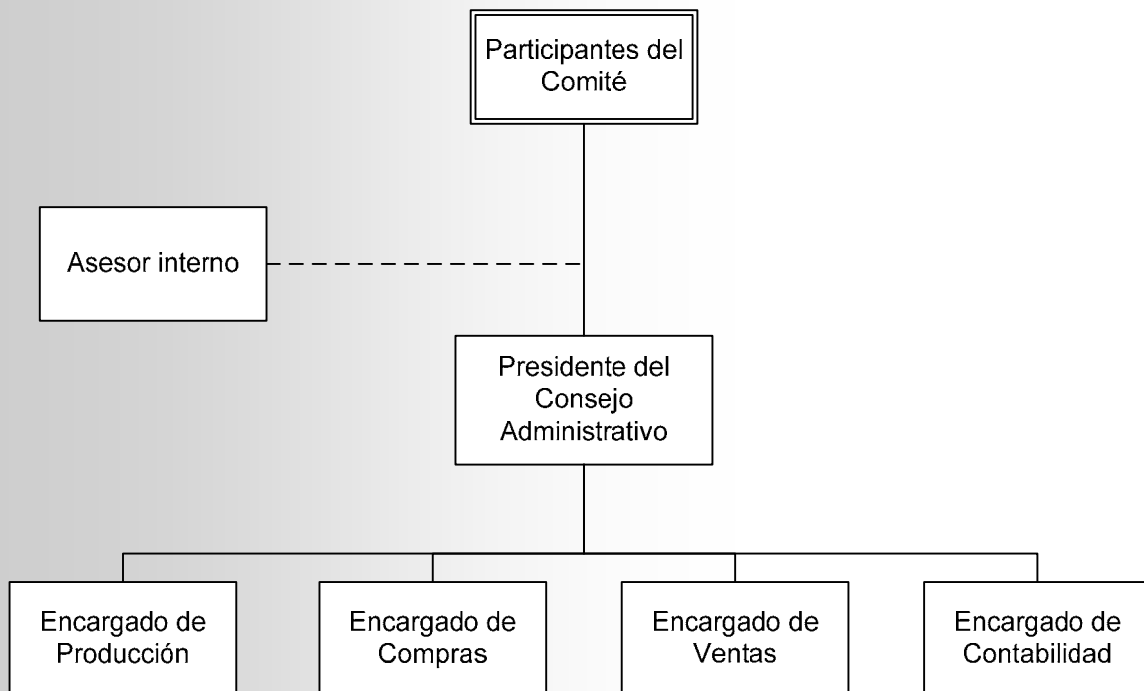 Participantes del
Comité
Asesor interno
Presidente del
Consejo
Administrativo
Encargado de
Producción
Encargado de
Compras
Encargado de
Ventas
Encargado de
Contabilidad